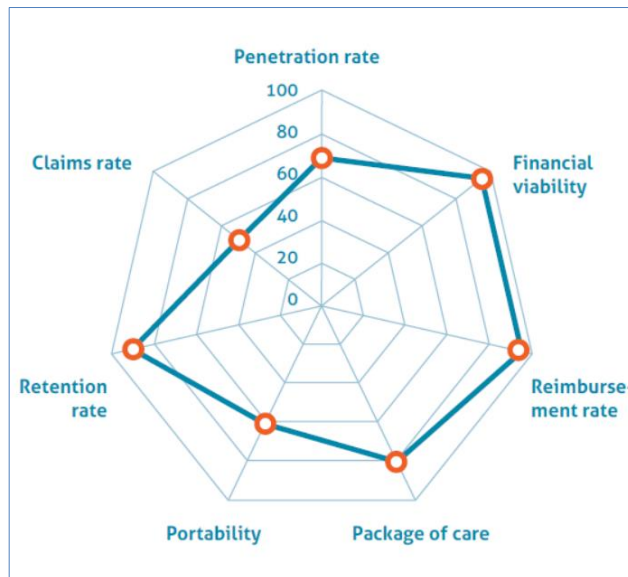 Penetration rate
100
80
60
40
20
0
Claims rate
Financial
viability
Retention
rate
Reimburse-
ment rate
Portability
Package of care